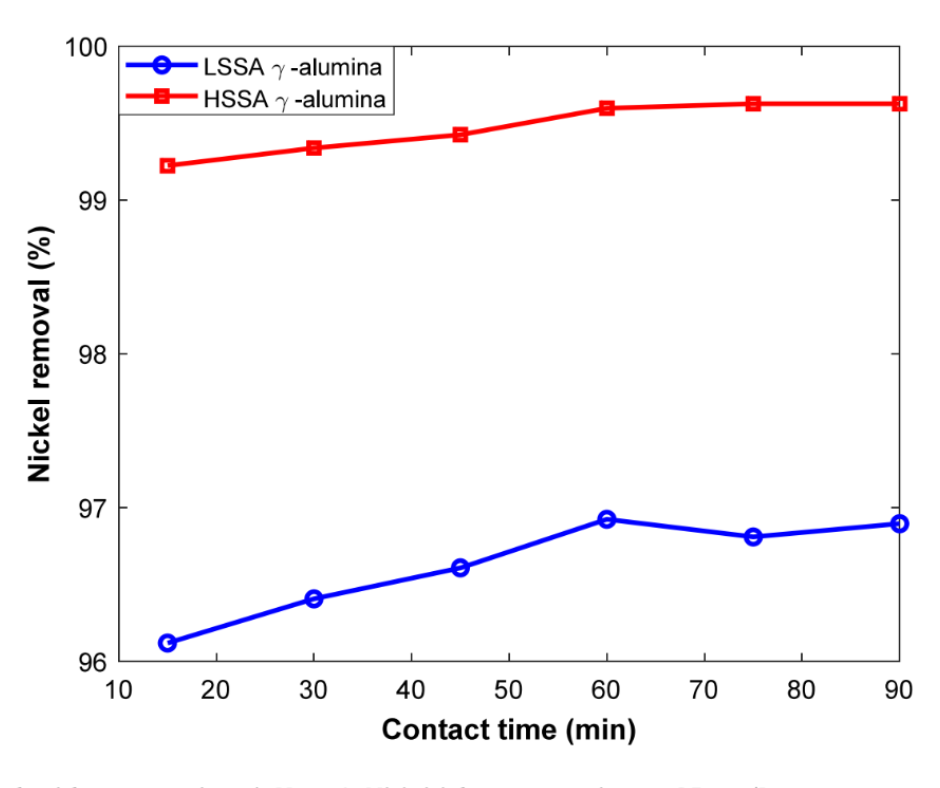 100
99
98
97
96
Nickel removal (%)
LSSA γ -alumina
HSSA γ -alumina
10 20 30 40 50 60 70 80 90
Contact time (min)